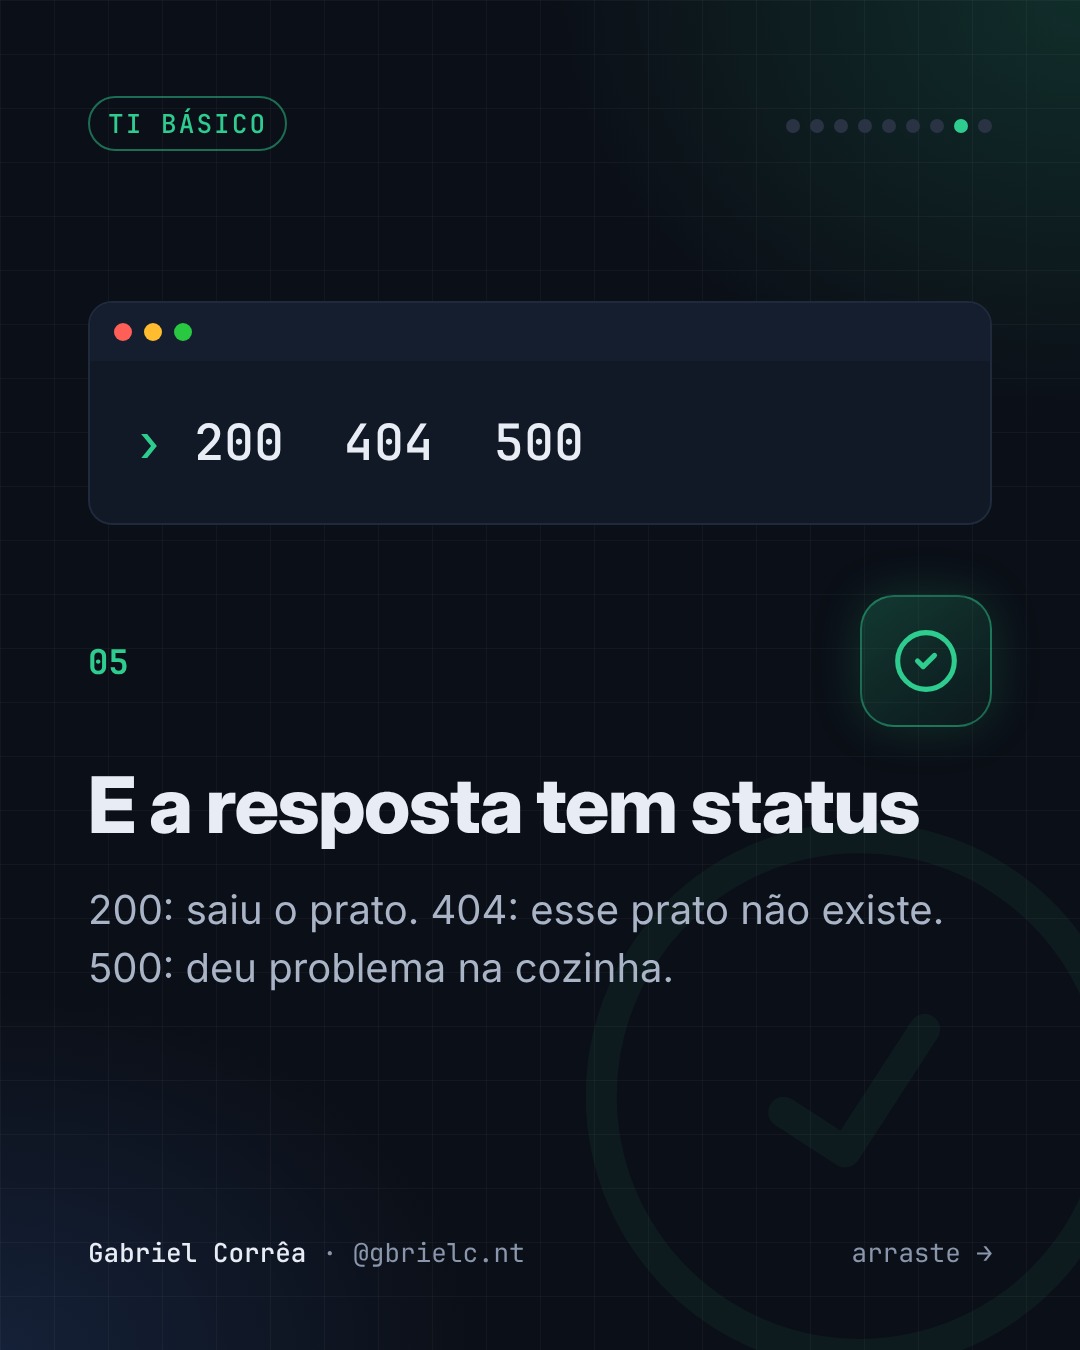 TI BÁSICO
› 200 404 500
05
E a resposta tem status
200: saiu o prato. 404: esse prato não existe.
500: deu problema na cozinha.
Gabriel Corrêa · @gbrielc.nt
arraste →